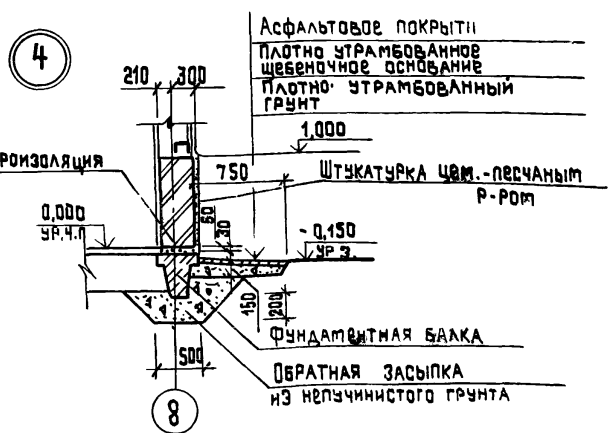 4
АСФАЛЬТОВОЕ ПОКРЫТИ
ПЛОТНО УТРАМБОВАННОЕ
ЩЕБЕНОЧНОЕ ОСНОВАНИЕ
ПЛОТНО УТРАМБОВАННЫЙ
ГРУНТ
210 300
1,000
РОИЗОЛЯЦИЯ
750
ШТУКАТУРКА ЦЕМ.-ПЕСЧАНЫМ
Р-РОМ
0,000
УР.Ч.П
30
- 0,150
УР З.
150
200
ФУНДАМЕНТНАЯ БАЛКА
500
ОБРАТНАЯ ЗАСЫПКА
ИЗ НЕПУЧИНИСТОГО ГРУНТА
8